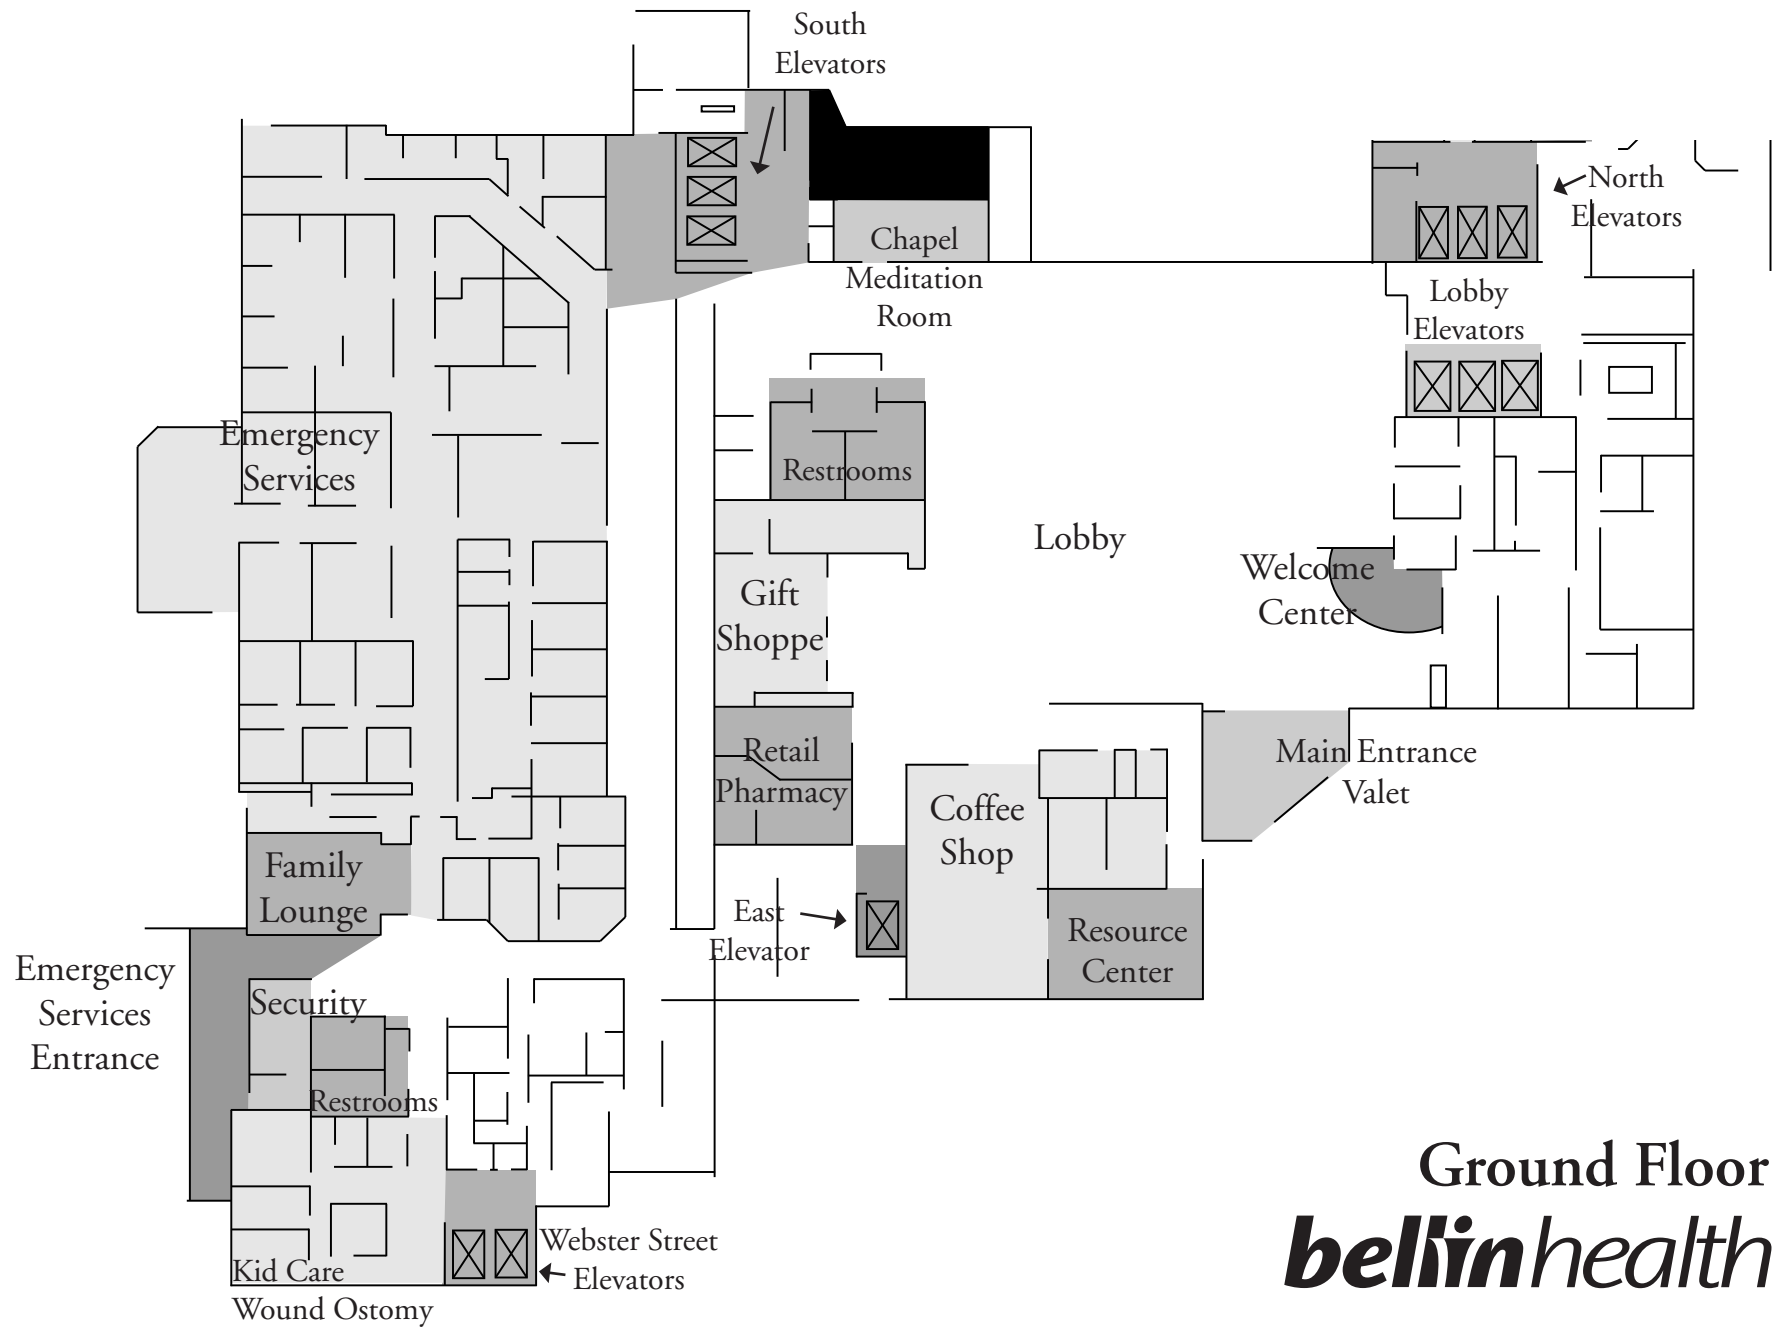 South
Elevators
North
Elevators
Chapel
Meditation
Room
Lobby
Elevators
Emergency
Services
Restrooms
Lobby
Welcome
Center
Gift
Shoppe
Retail
Pharmacy
Main Entrance
Valet
Coffee
Shop
Family
Lounge
East
Elevator
Resource
Center
Emergency
Services
Entrance
Security
Restrooms
Ground Floor
bellinhealth
Webster Street
Elevators
Kid Care
Wound Ostomy